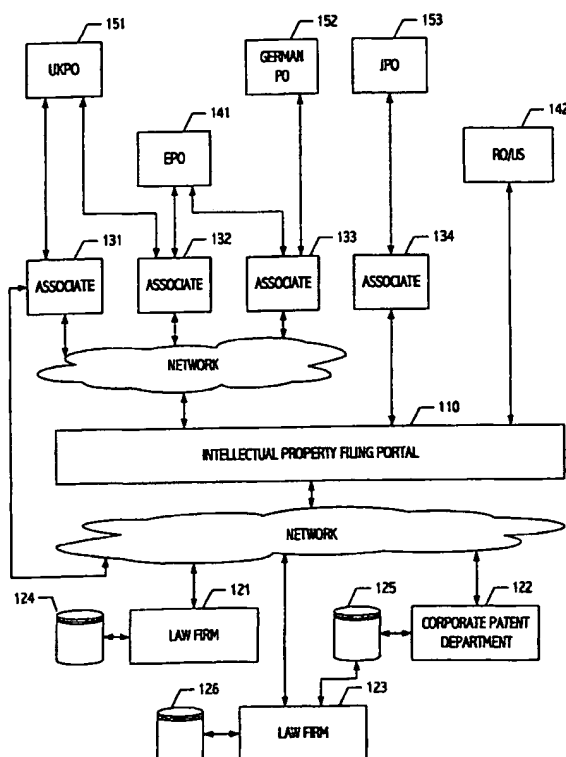 151
152
153
UKPO
GERMAN
PO
JPO
141
142
EPO
RO/US
131
132
133
134
ASSOCIATE
ASSOCIATE
ASSOCIATE
ASSOCIATE
NETWORK
110
INTELLECTUAL PROPERTY FILING PORTAL
NETWORK
124
121
125
122
LAW FIRM
CORPORATE PATENT
DEPARTMENT
126
123
LAW FIRM